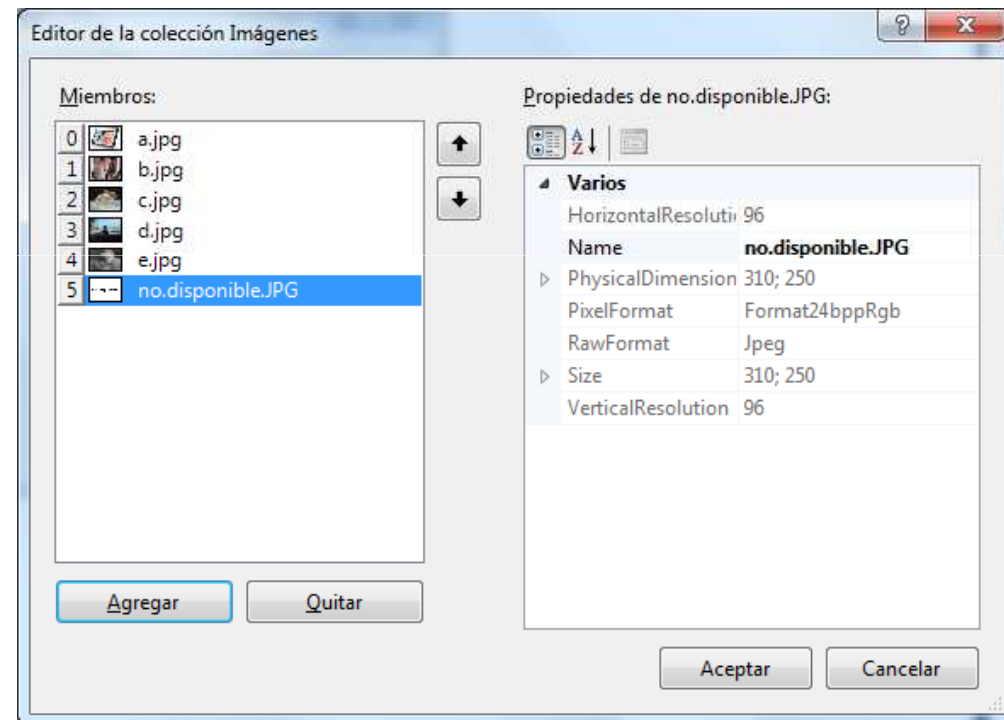 Editor de la colección Imágenes
Miembros:
0 a.jpg
1 b.jpg
2 c.jpg
3 d.jpg
4 e.jpg
5 no.disponible.JPG
Agregar Quitar
Propiedades de no.disponible.JPG:
Varios
HorizontalResoluti 96
Name no.disponible.JPG
PhysicalDimension 310; 250
PixelFormat Format24bppRgb
RawFormat Jpeg
Size 310; 250
VerticalResolution 96
Aceptar Cancelar